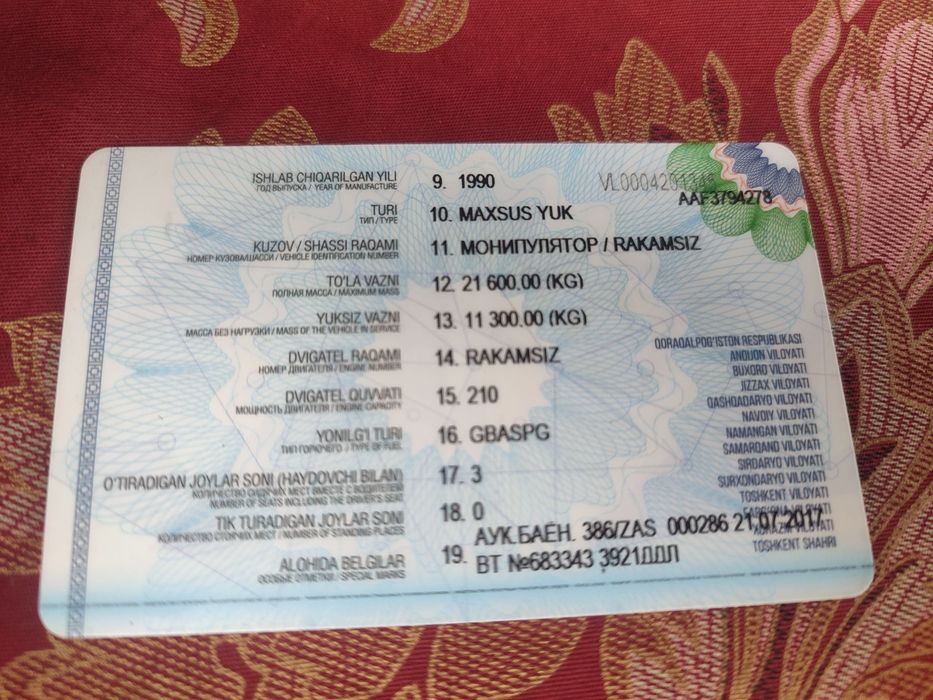 ISHLAB CHIQARILGAN YILI 9. 1990
ГОД ВЫПУСКА / YEAR OF MANUFACTURE
AAF3794278
TURI 10. MAXSUS YUK
ТИП / TYPE
KUZOV / SHASSI RAQAMI 11. МОНИПУЛЯТОР / RAKAMSIZ
НОМЕР КУЗОВА/ШАССИ / VEHICLE IDENTIFICATION NUMBER
TO'LA VAZNI 12. 21 600.00 (KG)
ПОЛНАЯ МАССА / MAXIMUM MASS
YUKSIZ VAZNI 13. 11 300.00 (KG)
МАССА БЕЗ НАГРУЗКИ / MASS OF THE VEHICLE IN SERVICE
DVIGATEL RAQAMI 14. RAKAMSIZ
НОМЕР ДВИГАТЕЛЯ / ENGINE NUMBER
DVIGATEL QUVVATI 15. 210
МОЩНОСТЬ ДВИГАТЕЛЯ / ENGINE CAPACITY
YONILG'I TURI 16. GBASPG
ТИП ГОРЮЧЕГО / TYPE OF FUEL
O'TIRADIGAN JOYLAR SONI (HAYDOVCHI BILAN) 17. 3
КОЛИЧЕСТВО СИДЯЧИХ МЕСТ ВМЕСТЕ С ВОДИТЕЛЕМ
NUMBER OF SEATS INCLUDING THE DRIVER'S SEAT
TIK TURADIGAN JOYLAR SONI 18. 0
КОЛИЧЕСТВО СТОЯЧИХ МЕСТ / NUMBER OF STANDING PLACES
ALOHIDA BELGILAR 19. АУК.БАЁН. 386/ZAS 000286 21.07.2017
ОСОБЫЕ ОТМЕТКИ / SPECIAL MARKS
ВТ №683343 3921ДДЛ
QORAQALPOG'ISTON RESPUBLIKASI
ANDIJON VILOYATI
BUXORO VILOYATI
JIZZAX VILOYATI
QASHQADARYO VILOYATI
NAVOIY VILOYATI
NAMANGAN VILOYATI
SAMARQAND VILOYATI
SIRDARYO VILOYATI
SURXONDARYO VILOYATI
TOSHKENT VILOYATI
VILOYATI
TOSHKENT SHAHRI